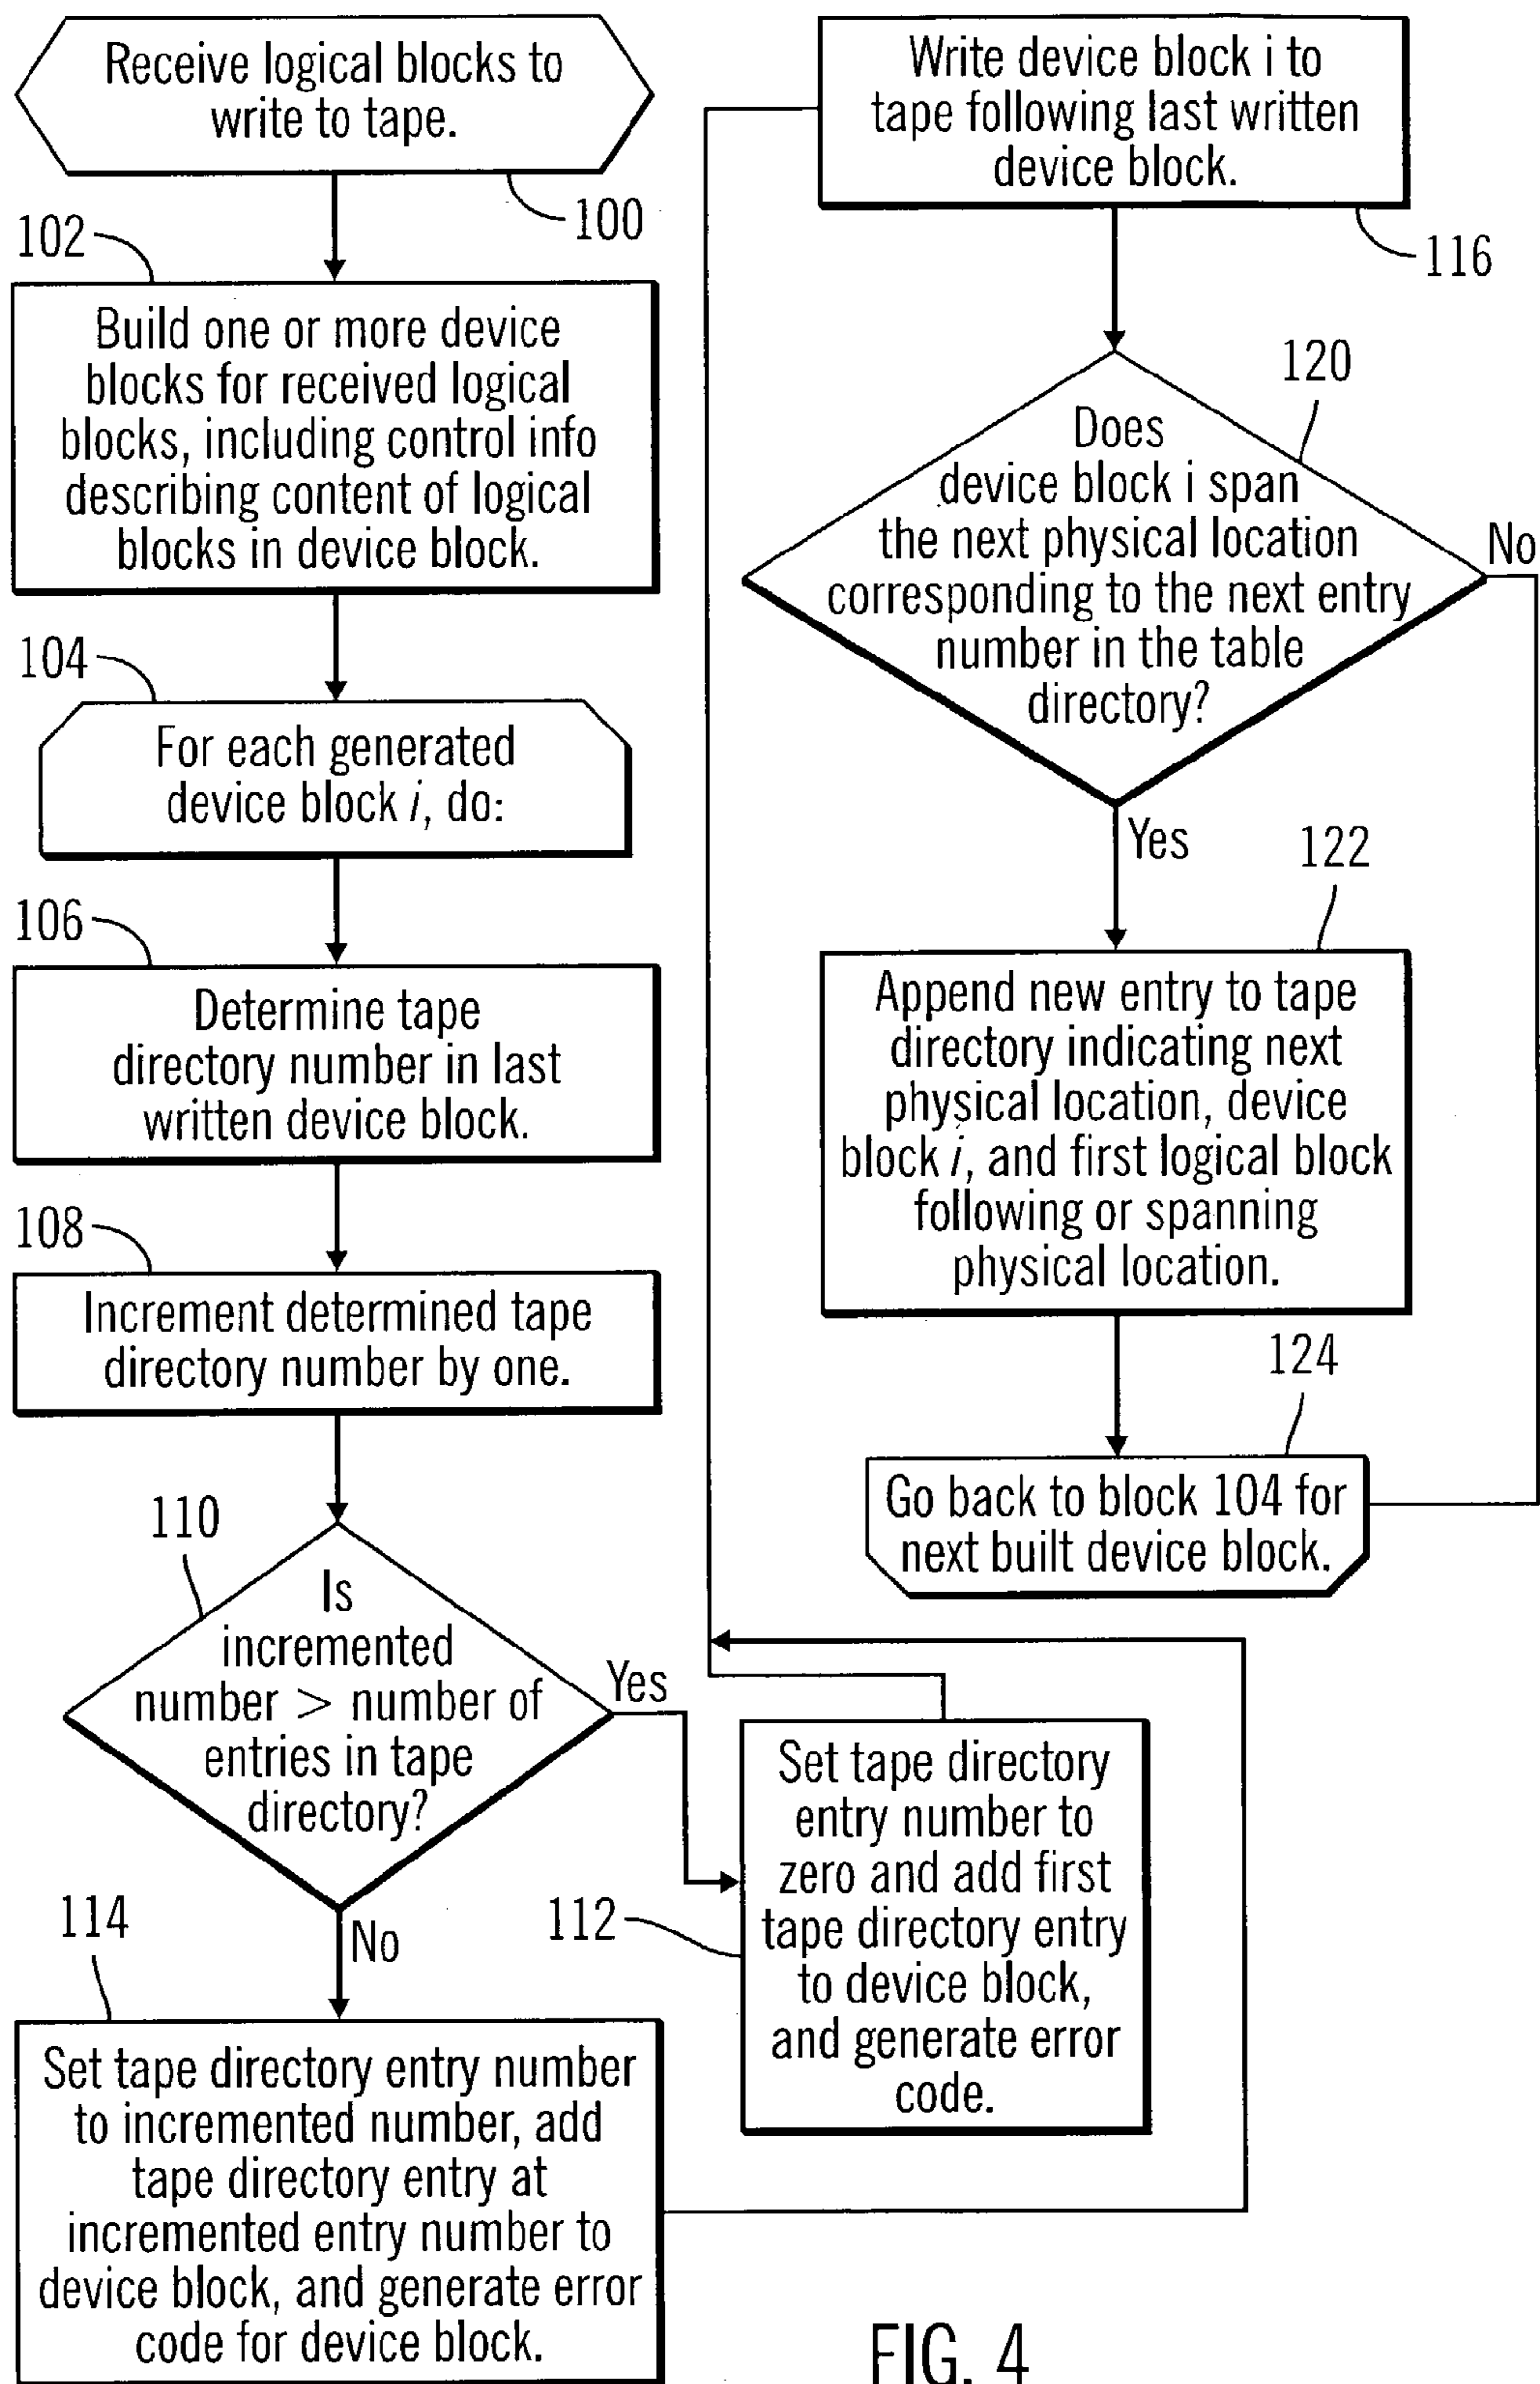 Receive logical blocks to
write to tape.
100
102
Build one or more device
blocks for received logical
blocks, including control info
describing content of logical
blocks in device block.
104
For each generated
device block i, do:
106
Determine tape
directory number in last
written device block.
108
Increment determined tape
directory number by one.
110
Is
incremented
number > number of
entries in tape
directory?
Yes
No
112
Set tape directory
entry number to
zero and add first
tape directory entry
to device block,
and generate error
code.
114
Set tape directory entry number
to incremented number, add
tape directory entry at
incremented entry number to
device block, and generate error
code for device block.
Write device block i to
tape following last written
device block.
116
120
Does
device block i span
the next physical location
corresponding to the next entry
number in the table
directory?
No
Yes
122
Append new entry to tape
directory indicating next
physical location, device
block i, and first logical block
following or spanning
physical location.
124
Go back to block 104 for
next built device block.
FIG. 4